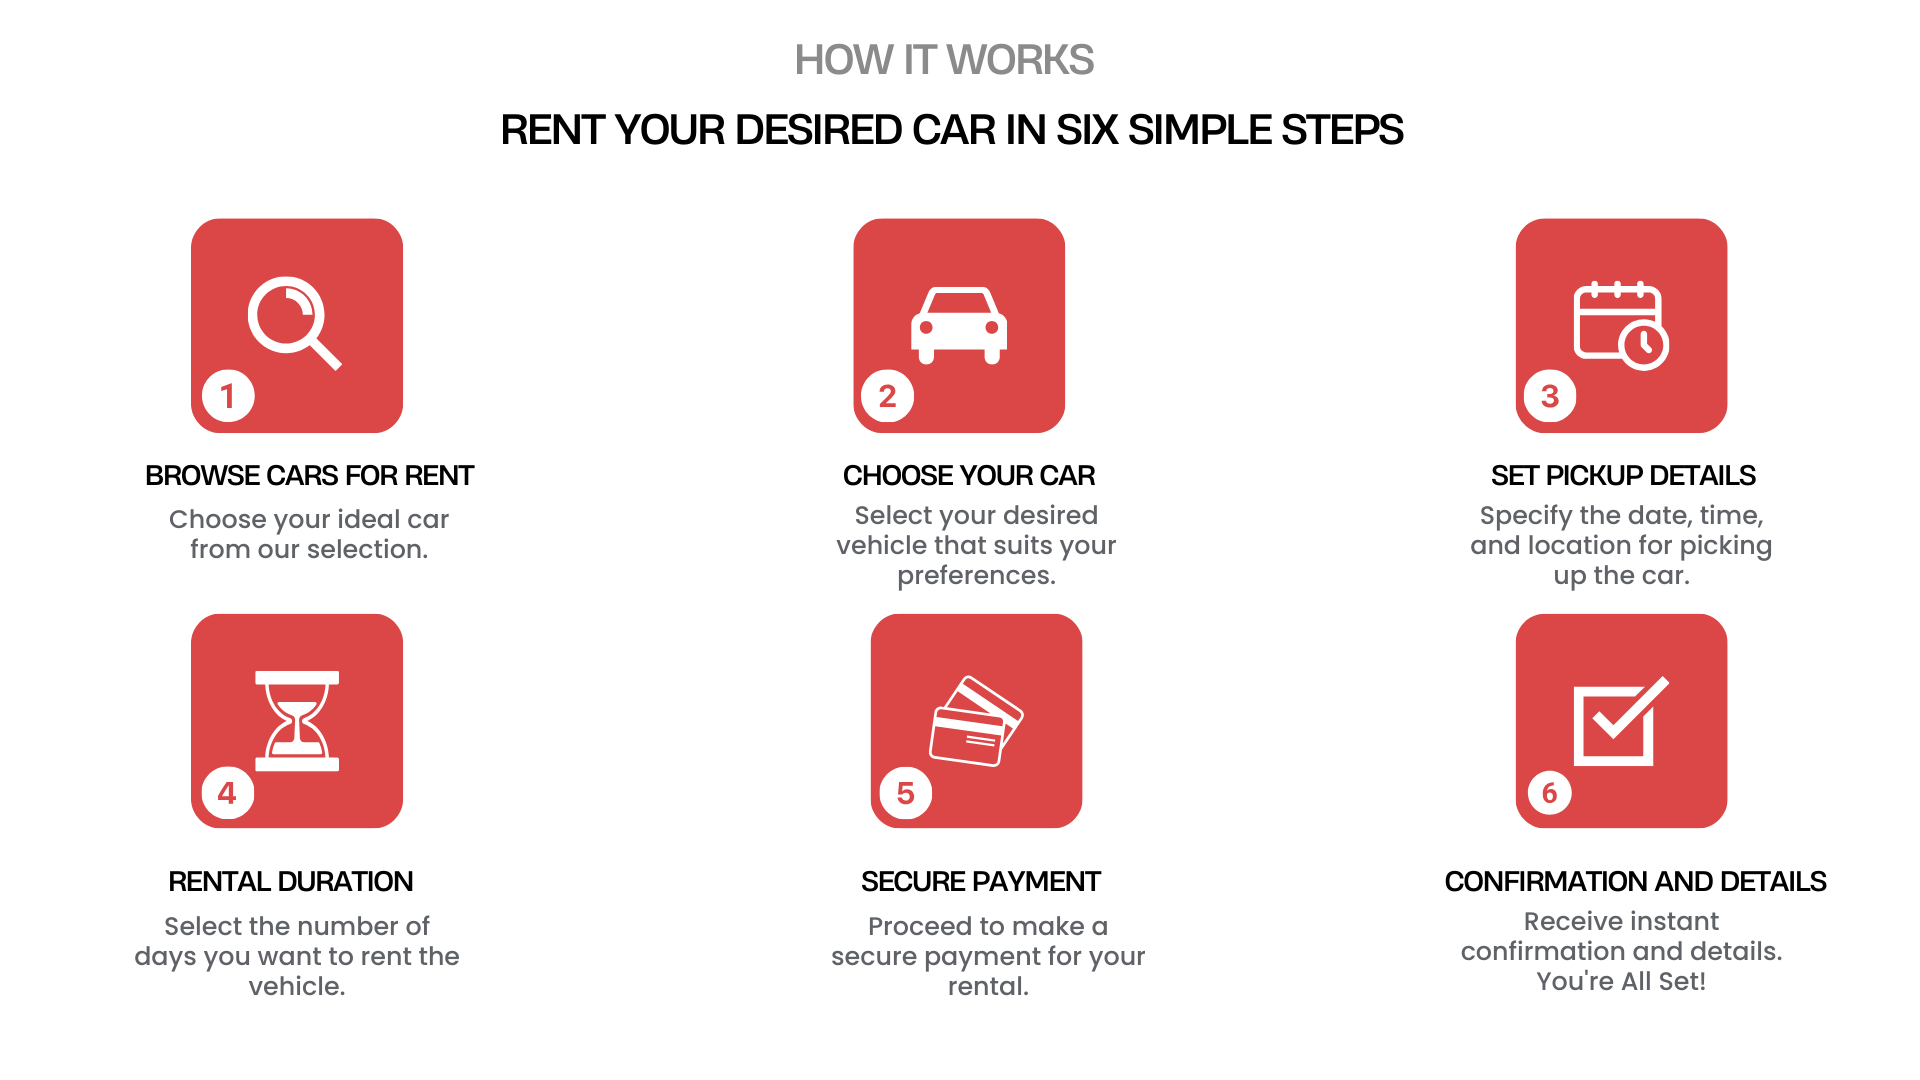 HOW IT WORKS
RENT YOUR DESIRED CAR IN SIX SIMPLE STEPS
1
BROWSE CARS FOR RENT
Choose your ideal car
from our selection.
2
CHOOSE YOUR CAR
Select your desired
vehicle that suits your
preferences.
3
SET PICKUP DETAILS
Specify the date, time,
and location for picking
up the car.
4
RENTAL DURATION
Select the number of
days you want to rent the
vehicle.
5
SECURE PAYMENT
Proceed to make a
secure payment for your
rental.
6
CONFIRMATION AND DETAILS
Receive instant
confirmation and details.
You're All Set!